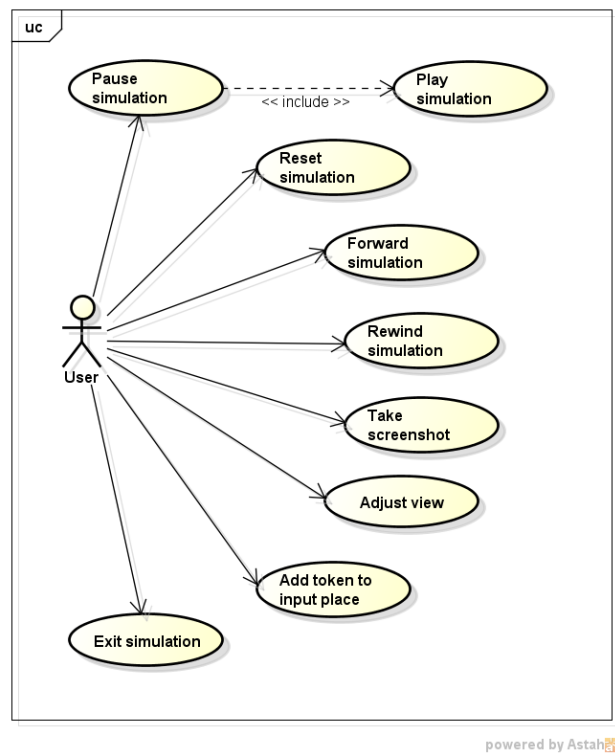 uc
Pause
simulation
<< include >>
Play
simulation
Reset
simulation
Forward
simulation
Rewind
simulation
User
Take
screenshot
Adjust view
Add token to
input place
Exit simulation
powered by Astah